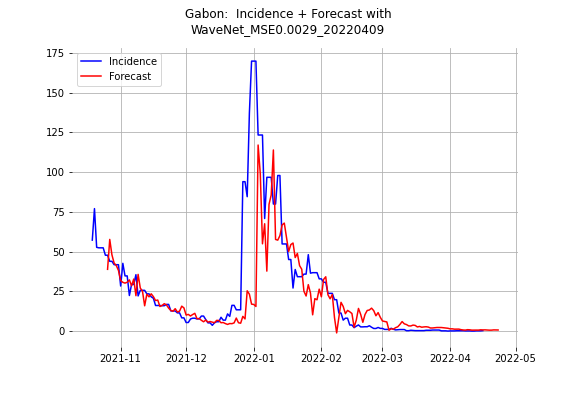 Gabon:  Incidence + Forecast with
WaveNet_MSE0.0029_20220409
Incidence
Forecast
175
150
125
100
75
50
25
0
2021-11 2021-12 2022-01 2022-02 2022-03 2022-04 2022-05